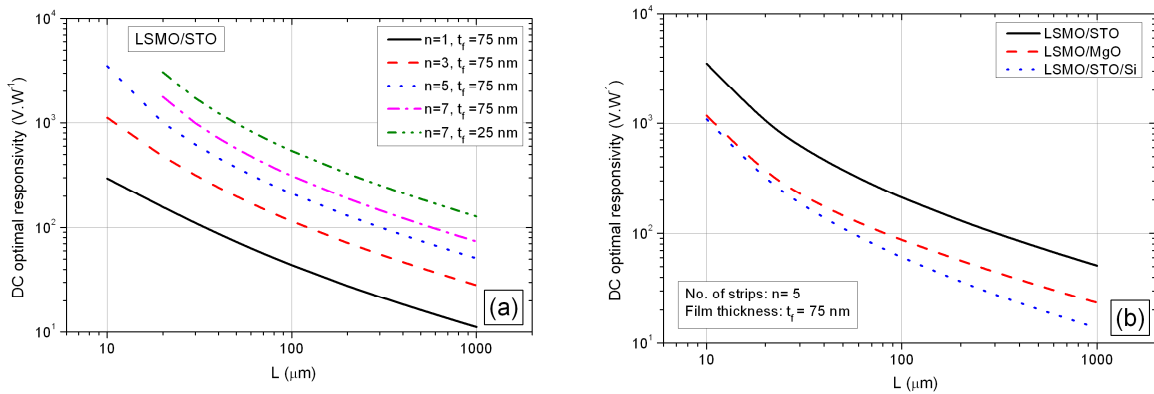 LSMO/STO
n=1, t_f =75 nm
n=3, t_f =75 nm
n=5, t_f =75 nm
n=7, t_f =75 nm
n=7, t_f =25 nm
(a)
DC optimal responsivity (V.W⁻¹)
10⁴
10³
10²
10¹
10 100 1000
L (μm)
LSMO/STO
LSMO/MgO
LSMO/STO/Si
No. of strips: n= 5
Film thickness: t_f = 75 nm
(b)
DC optimal responsivity (V.W⁻)
10⁴
10³
10²
10¹
10 100 1000
L (μm)